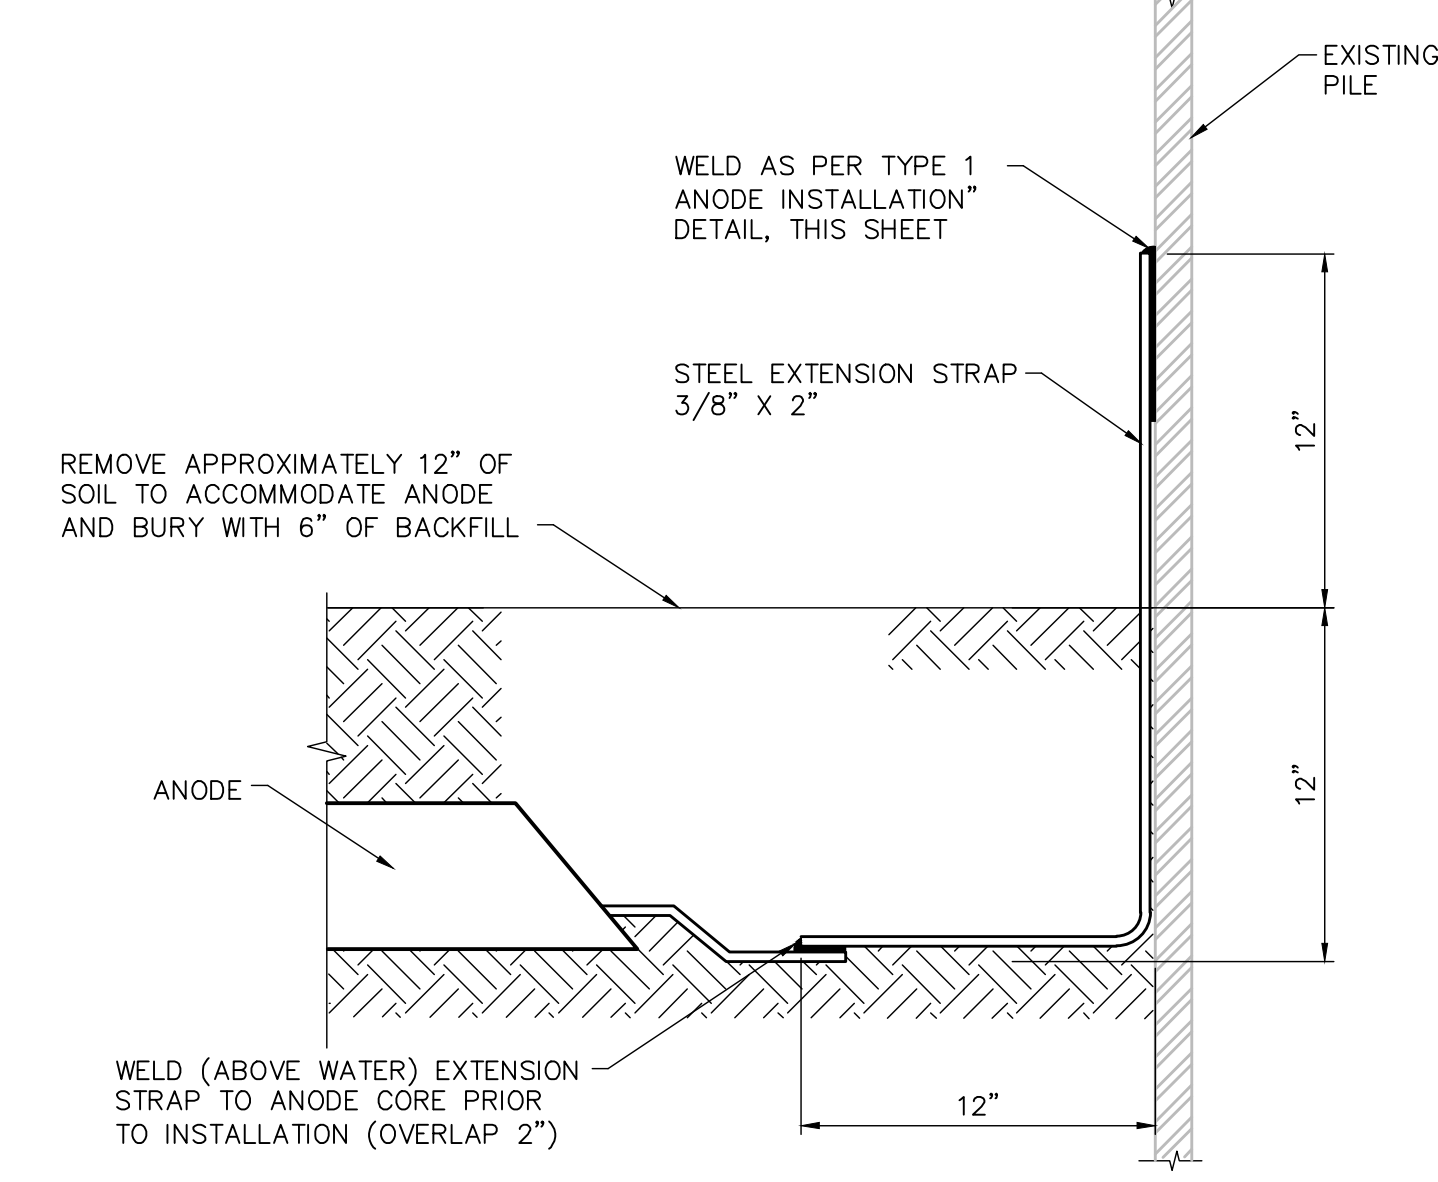 EXISTING
PILE
WELD AS PER TYPE 1
ANODE INSTALLATION”
DETAIL, THIS SHEET
STEEL EXTENSION STRAP
3/8” X 2”
12”
REMOVE APPROXIMATELY 12” OF
SOIL TO ACCOMMODATE ANODE
AND BURY WITH 6” OF BACKFILL
12”
ANODE
WELD (ABOVE WATER) EXTENSION
STRAP TO ANODE CORE PRIOR
TO INSTALLATION (OVERLAP 2”)
12”